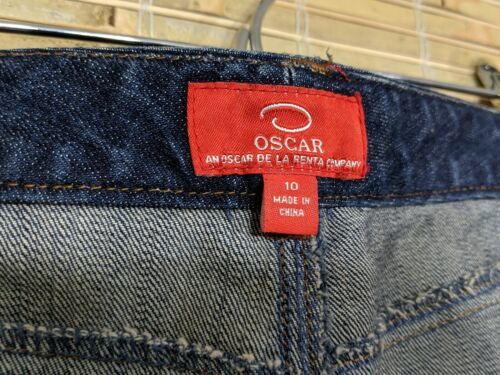 OSCAR
AN OSCAR DE LA RENTA COMPANY
10
MADE IN
CHINA